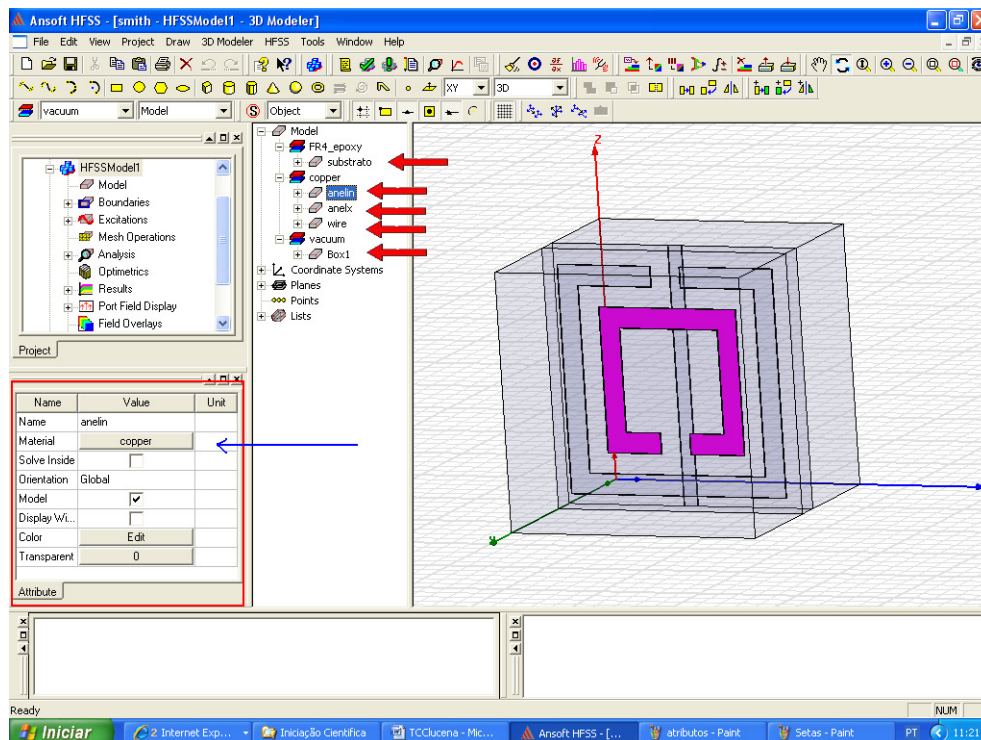 Ansoft HFSS - [smith - HFSSModel1 - 3D Modeler]
File Edit View Project Draw 3D Modeler HFSS Tools Window Help
XY 3D
vacuum Model Object
HFSSModel1
Model
Boundaries
Excitations
Mesh Operations
Analysis
Optimetrics
Results
Port Field Display
Field Overlays
Project
Model
FR4_epoxy
substrato
copper
anelin
anelx
wire
vacuum
Box1
Coordinate Systems
Planes
Points
Lists
Z
Name Value Unit
Name anelin
Material copper
Solve Inside
Orientation Global
Model
Display Wi...
Color Edit
Transparent 0
Attribute
Ready NUM
Iniciar 2 Internet Exp... Iniciação Científica TCClucena - Mic... Ansoft HFSS - [... atributos - Paint Setas - Paint PT 11:21